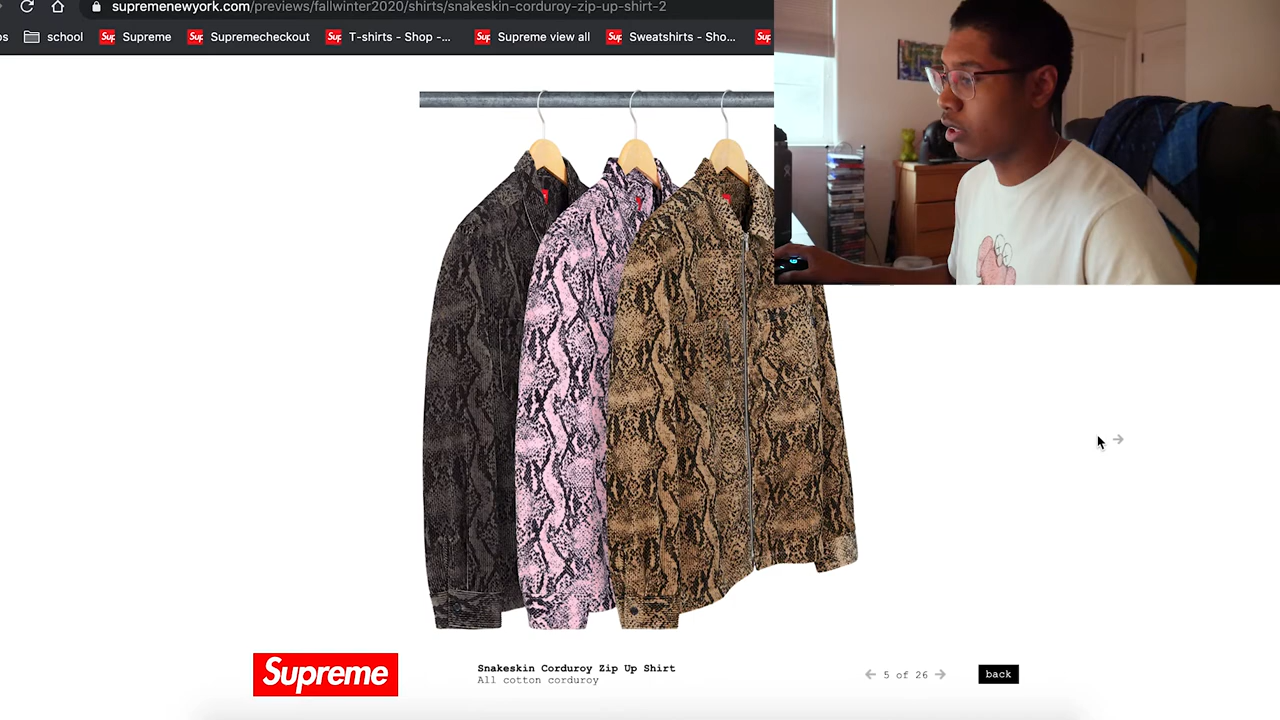 supremenewyork.com/previews/fallwinter2020/shirts/snakeskin-corduroy-zip-up-shirt-2
school Supreme Supremecheckout T-shirts - Shop -... Supreme view all Sweatshirts - Sho...
Supreme
Snakeskin Corduroy Zip Up Shirt
All cotton corduroy
5 of 26
back